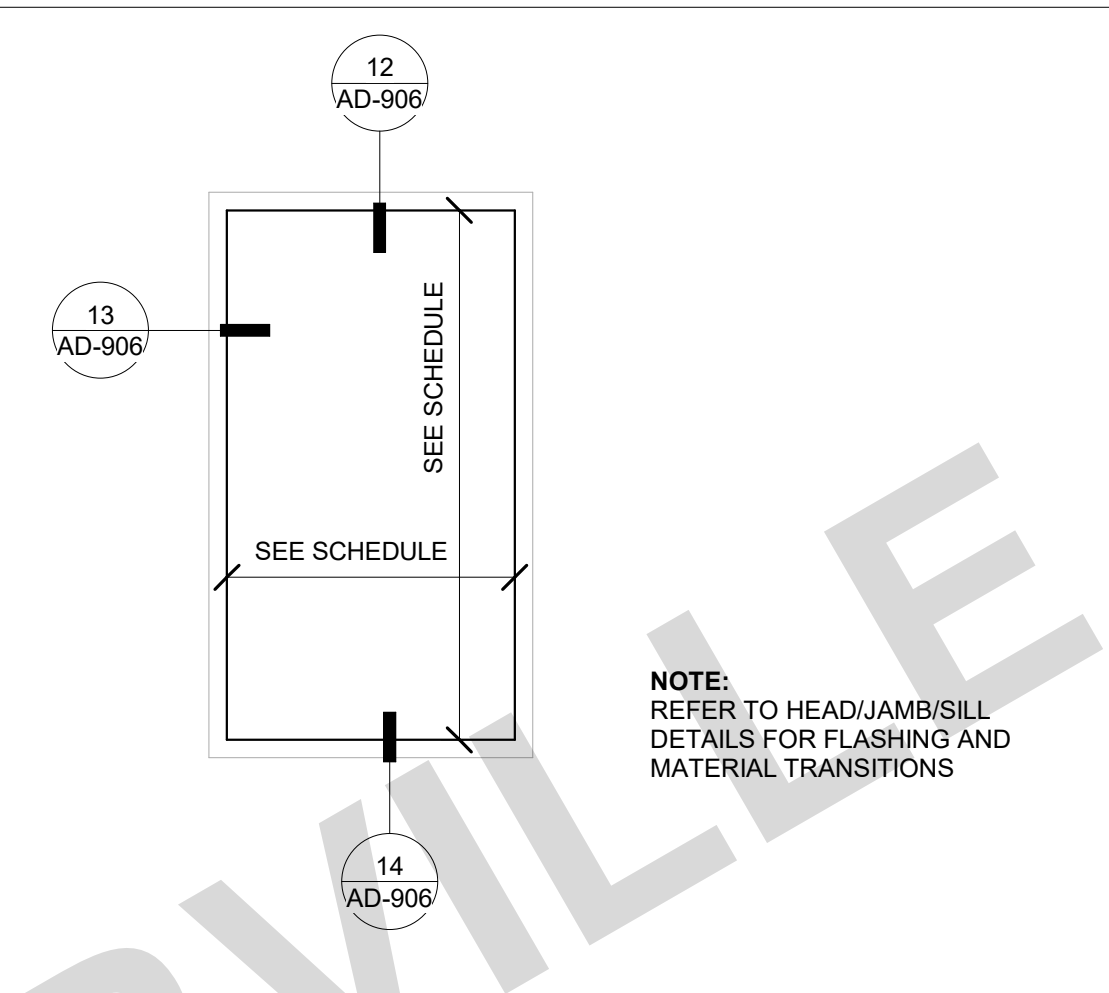 12
AD-906
13
AD-906
SEE SCHEDULE
SEE SCHEDULE
NOTE:
REFER TO HEAD/JAMB/SILL
DETAILS FOR FLASHING AND
MATERIAL TRANSITIONS
14
AD-906
VILLE